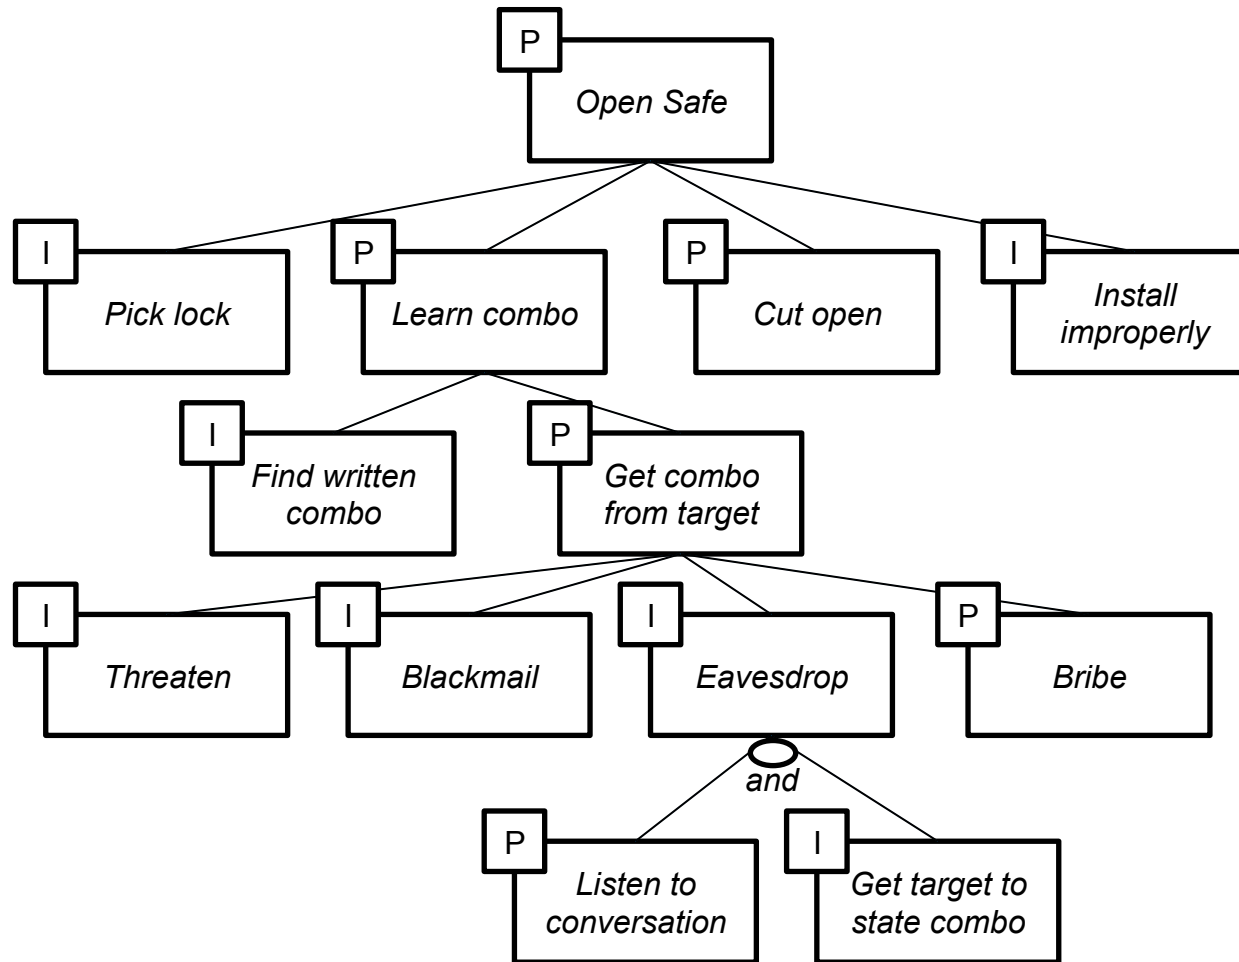 P
Open Safe
I
P
P
I
Pick lock
Learn combo
Cut open
Install
improperly
I
P
Find written
combo
Get combo
from target
I
I
I
P
Threaten
Blackmail
Eavesdrop
Bribe
and
P
I
Listen to
conversation
Get target to
state combo